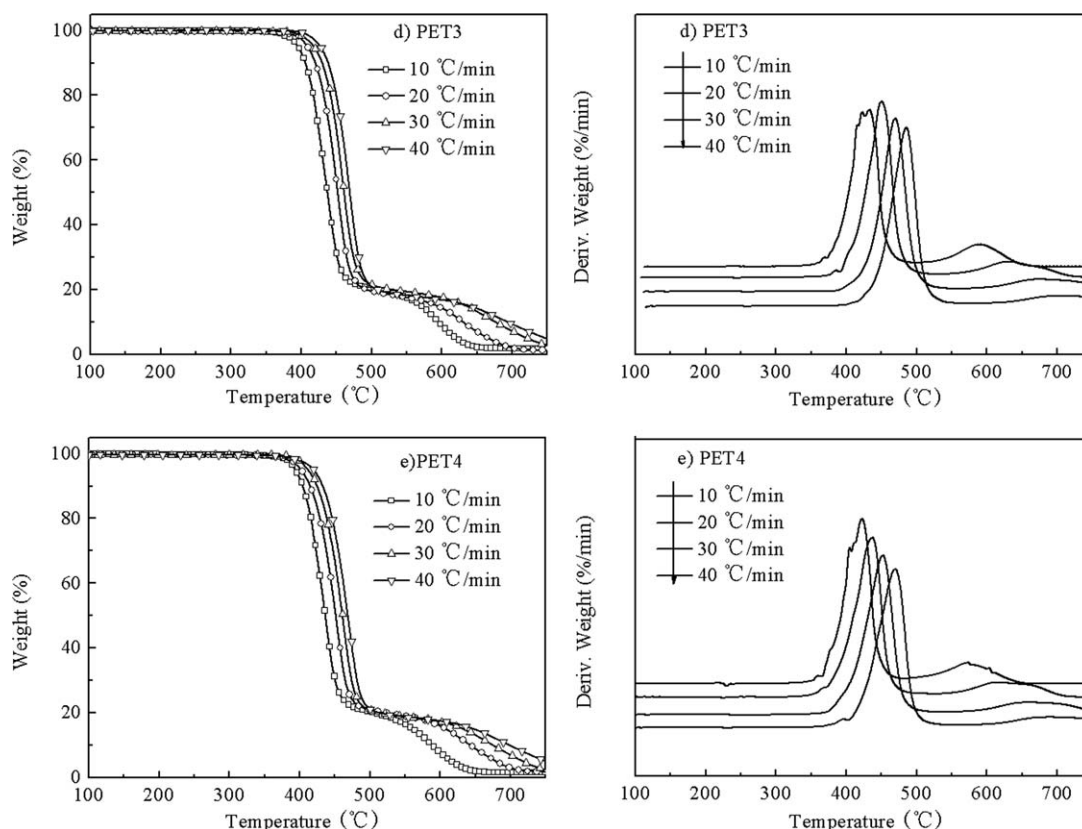 d) PET3
10 ℃/min
20 ℃/min
30 ℃/min
40 ℃/min
Weight (%)
100
80
60
40
20
0
100 200 300 400 500 600 700
Temperature (℃)
d) PET3
10 ℃/min
20 ℃/min
30 ℃/min
40 ℃/min
Deriv. Weight (%/min)
100 200 300 400 500 600 700
Temperature (℃)
e)PET4
10 ℃/min
20 ℃/min
30 ℃/min
40 ℃/min
Weight (%)
100
80
60
40
20
0
100 200 300 400 500 600 700
Temperature (℃)
e) PET4
10 ℃/min
20 ℃/min
30 ℃/min
40 ℃/min
Deriv. Weight (%/min)
100 200 300 400 500 600 700
Temperature (℃)